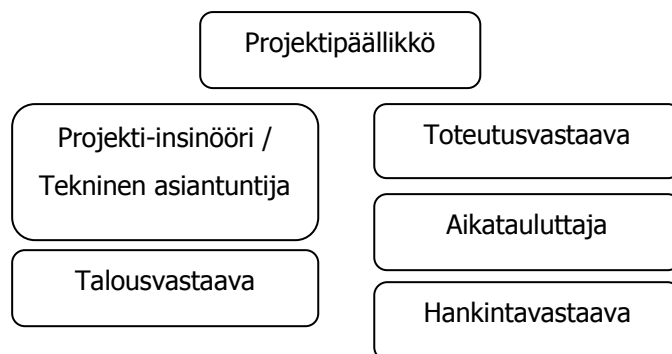 Projektipäällikkö
Projekti-insinööri /
Tekninen asiantuntija
Talousvastaava
Toteutusvastaava
Aikatauluttaja
Hankintavastaava